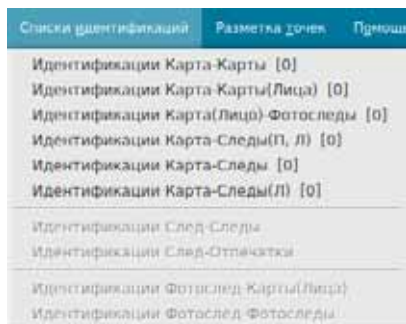 Списки идентификаций Разметка точек Помощь
Идентификации Карта-Карты [0]
Идентификации Карта-Карты(Лица) [0]
Идентификации Карта(Лицо)-Фотоследы [0]
Идентификации Карта-Следы(П, Л) [0]
Идентификации Карта-Следы [0]
Идентификации Карта-Следы(Л) [0]
Идентификации След-Следы
Идентификации След-Отпечатки
Идентификации Фотослед-Карты(Лица)
Идентификации Фотослед-Фотоследы